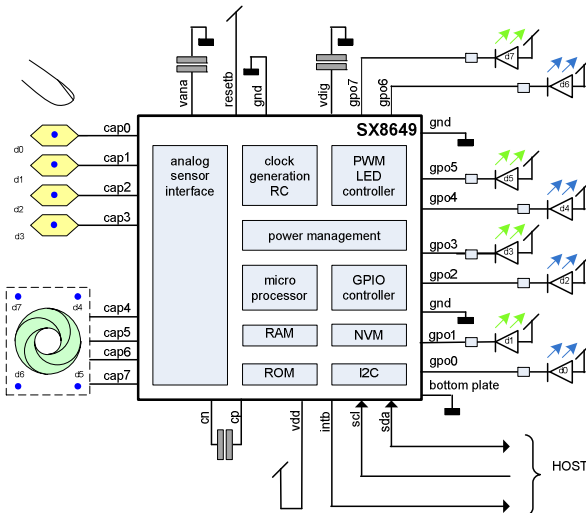 vana
resetb
gnd
vdig
gpo7
gpo6
d7
d6
SX8649
gnd
cap0
d0
cap1
d1
cap2
d2
cap3
d3
analog
sensor
interface
clock
generation
RC
PWM
LED
controller
power management
micro
processor
GPIO
controller
RAM
NVM
ROM
I2C
gpo5
d5
gpo4
d4
gpo3
d3
gpo2
d2
gnd
gpo1
d1
gpo0
d0
bottom plate
d7
d4
d6
d5
cap4
cap5
cap6
cap7
cn
cp
vdd
intb
scl
sda
HOST